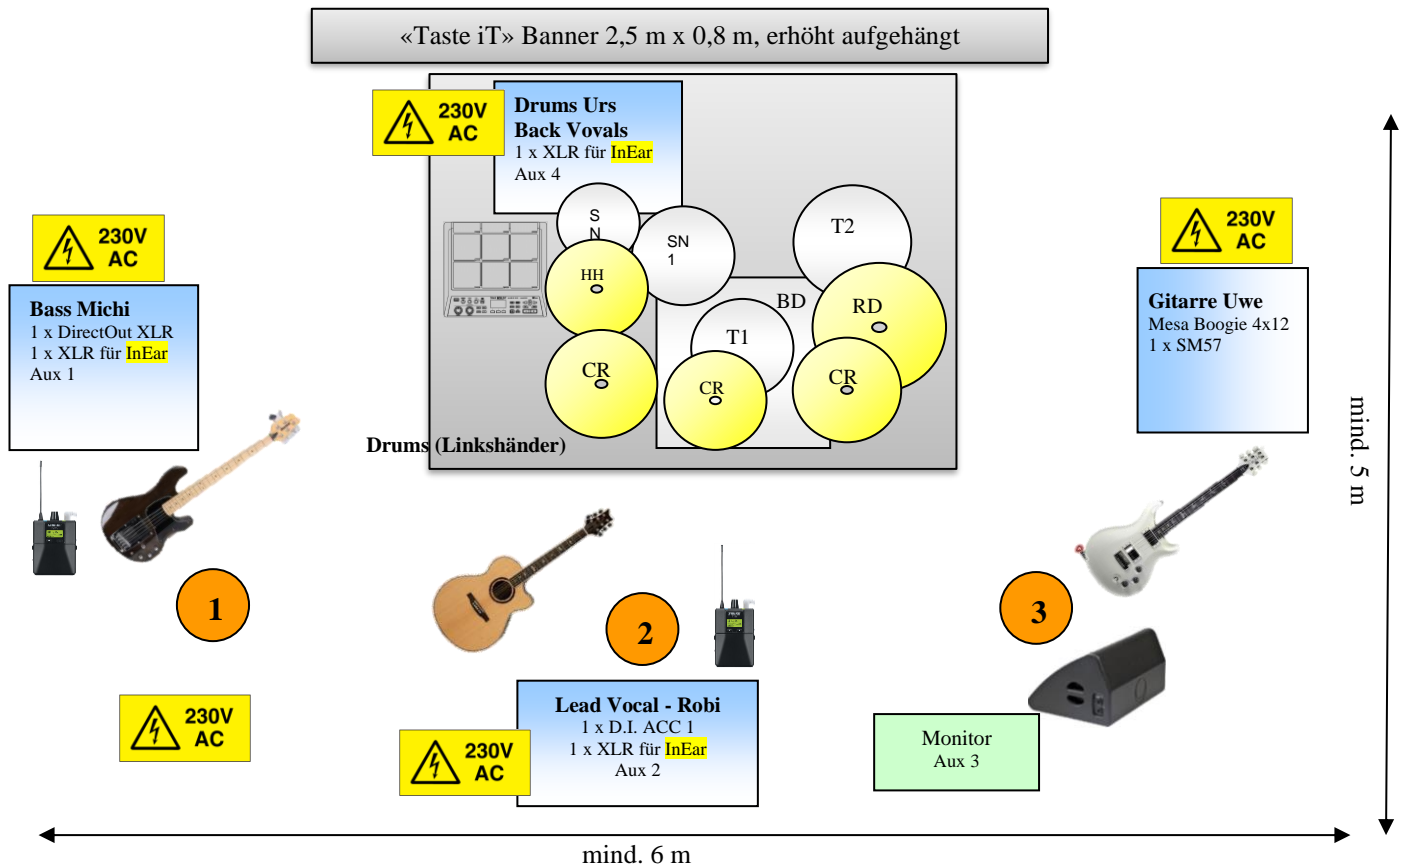 «Taste iT» Banner 2,5 m x 0,8 m, erhöht aufgehängt
230V
AC
Drums Urs
Back Vovals
1 x XLR für InEar
Aux 4
S
N
SN
1
T2
HH
BD
RD
T1
CR
CR
CR
Drums (Linkshänder)
230V
AC
Bass Michi
1 x DirectOut XLR
1 x XLR für InEar
Aux 1
230V
AC
Gitarre Uwe
Mesa Boogie 4x12
1 x SM57
mind. 5 m
1
2
3
230V
AC
230V
AC
Lead Vocal - Robi
1 x D.I. ACC 1
1 x XLR für InEar
Aux 2
Monitor
Aux 3
mind. 6 m